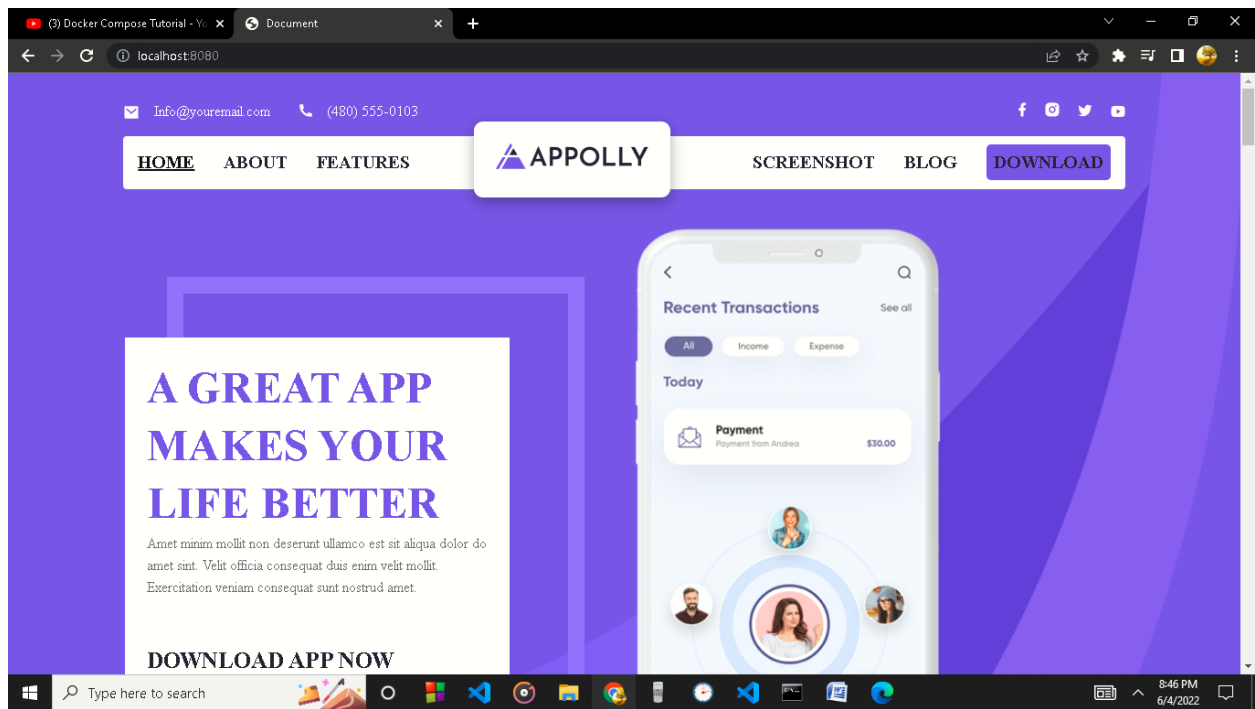 (3) Docker Compose Tutorial - Yo
Document
localhost:8080
Info@youremail.com
(480) 555-0103
HOME
ABOUT
FEATURES
APPOLLY
SCREENSHOT
BLOG
DOWNLOAD
Recent Transactions
See all
All
Income
Expense
Today
Payment
Payment from Andrea
$30.00
A GREAT APP
MAKES YOUR
LIFE BETTER
Amet minim mollit non deserunt ullamco est sit aliqua dolor do
amet sint. Velit officia consequat duis enim velit mollit.
Exercitation veniam consequat sunt nostrud amet.
DOWNLOAD APP NOW
Type here to search
8:46 PM
6/4/2022